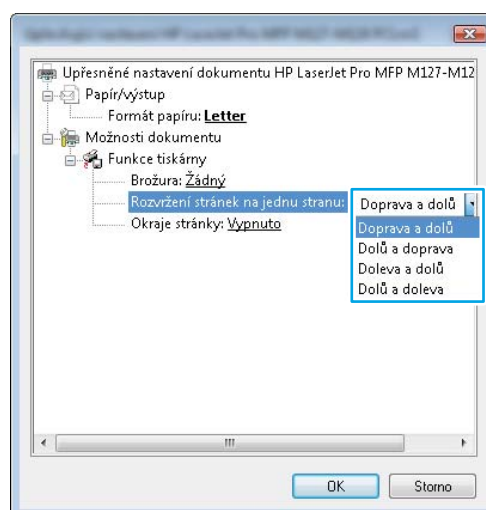 Upřesněné nastavení dokumentu HP LaserJet Pro MFP M127-M12
Papír/výstup
Formát papíru: Letter
Možnosti dokumentu
Funkce tiskárny
Brožura: Žádný
Rozvržení stránek na jednu stranu: Doprava a dolů
Doprava a dolů
Okraje stránky: Vypnuto
Dolů a doprava
Doleva a dolů
Dolů a doleva
OK Storno